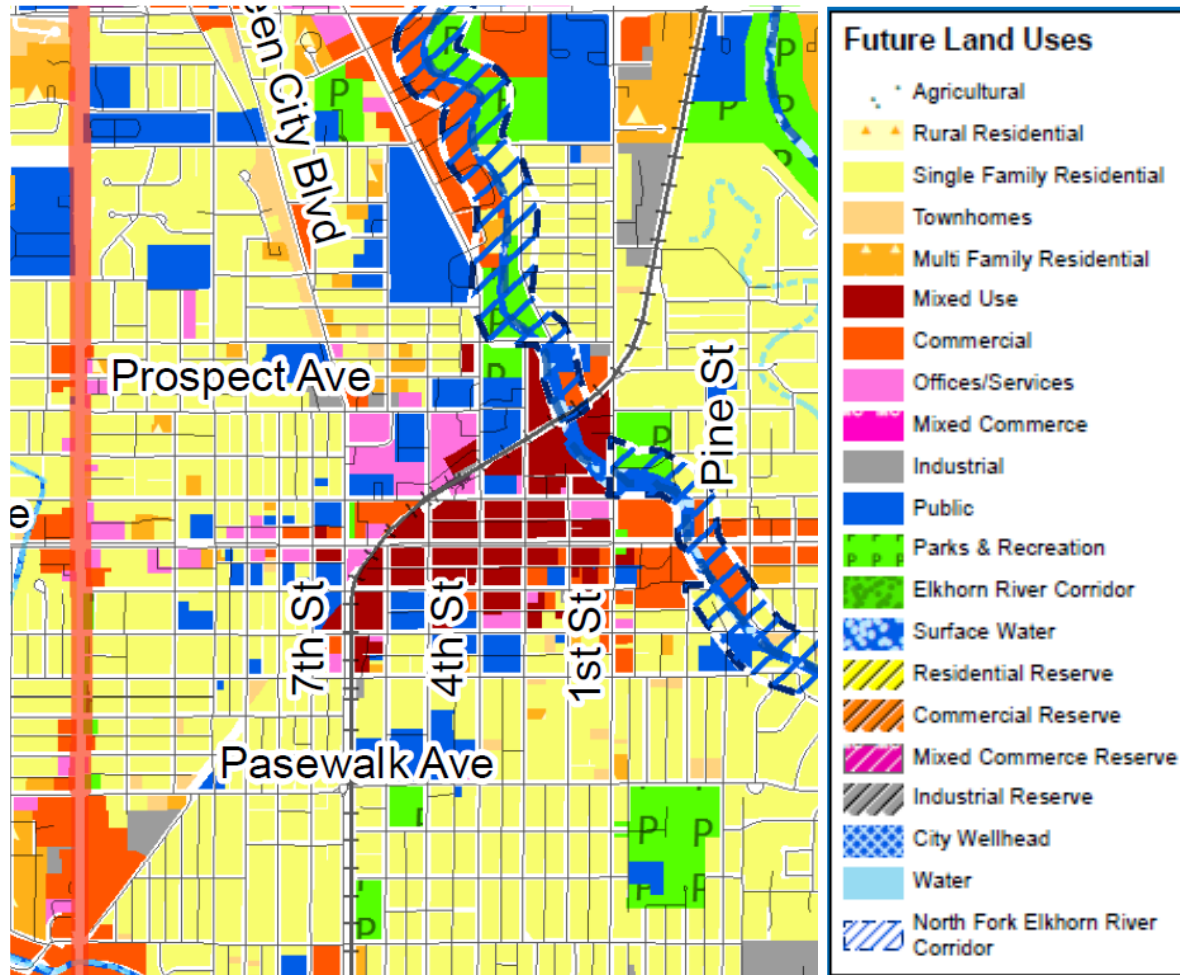 een City Blvd
P
P
P
P
P
P
Prospect Ave
P
P
Pine St
7th St
4th St
1st St
Pasewalk Ave
P
P
P
P
P
P
P
Future Land Uses
Agricultural
Rural Residential
Single Family Residential
Townhomes
Multi Family Residential
Mixed Use
Commercial
Offices/Services
Mixed Commerce
Industrial
Public
Parks & Recreation
Elkhorn River Corridor
Surface Water
Residential Reserve
Commercial Reserve
Mixed Commerce Reserve
Industrial Reserve
City Wellhead
Water
North Fork Elkhorn River
Corridor